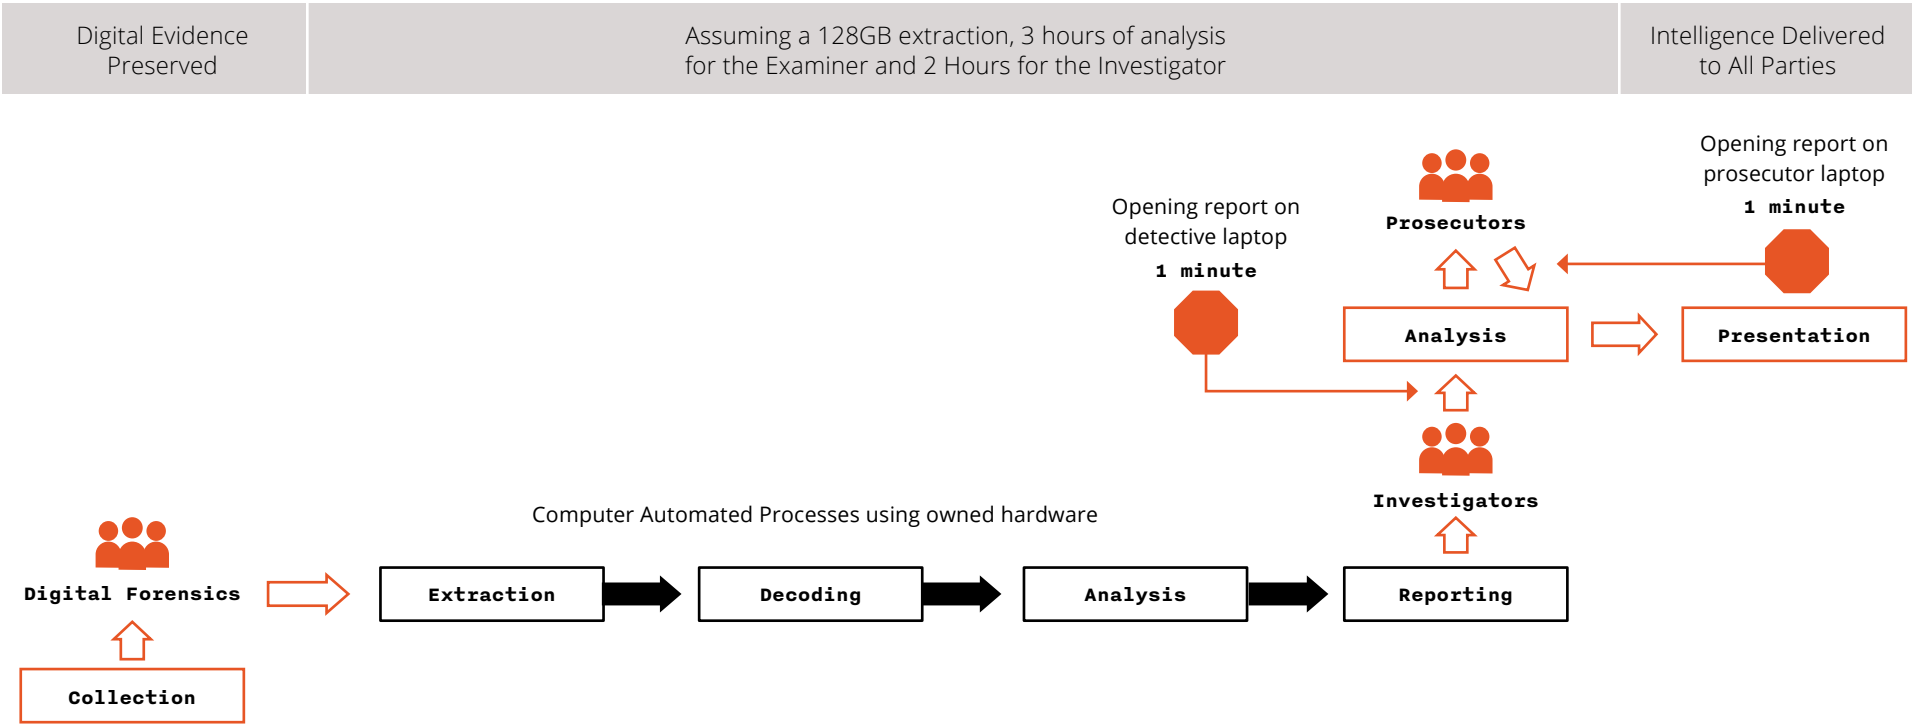 Digital Evidence
Preserved
Assuming a 128GB extraction, 3 hours of analysis
for the Examiner and 2 Hours for the Investigator
Intelligence Delivered
to All Parties
Opening report on
prosecutor laptop
1 minute
Prosecutors
Opening report on
detective laptop
1 minute
Analysis
Presentation
Investigators
Computer Automated Processes using owned hardware
Digital Forensics
Extraction
Decoding
Analysis
Reporting
Collection